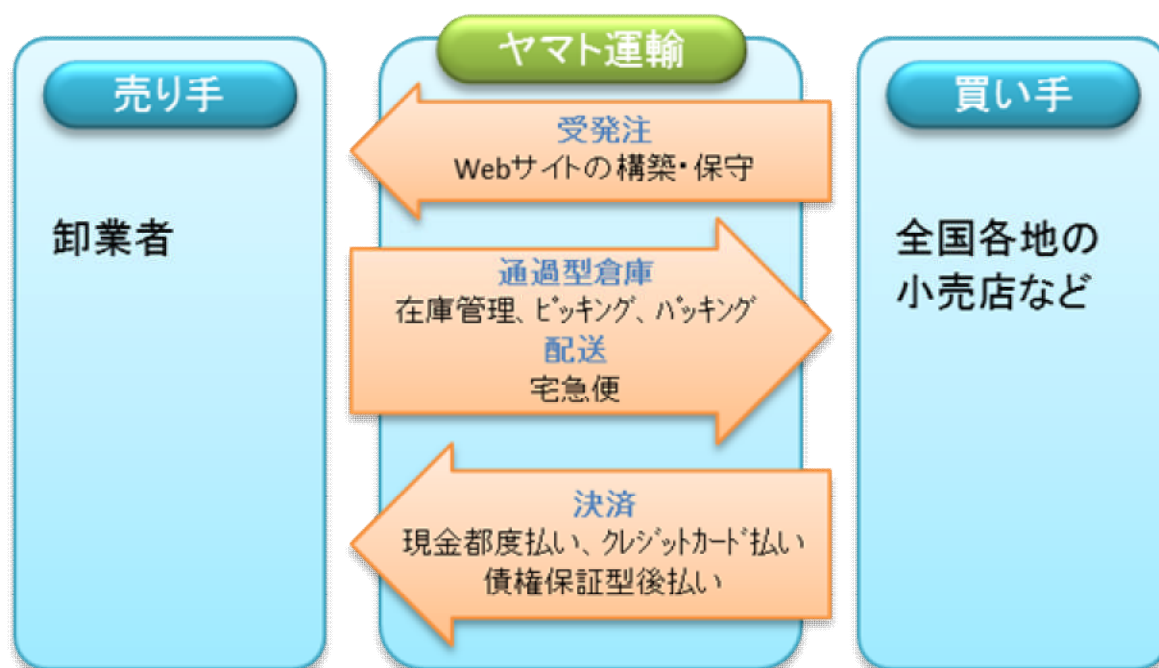 ヤマト運輸
売り手
買い手
受発注
Webサイトの構築・保守
卸業者
全国各地の
小売店など
通過型倉庫
在庫管理、ﾋﾟｯｷﾝｸﾞ、ﾊﾟｯｷﾝｸﾞ
配送
宅急便
決済
現金都度払い、ｸﾚｼﾞｯﾄｶｰﾄﾞ払い
債権保証型後払い